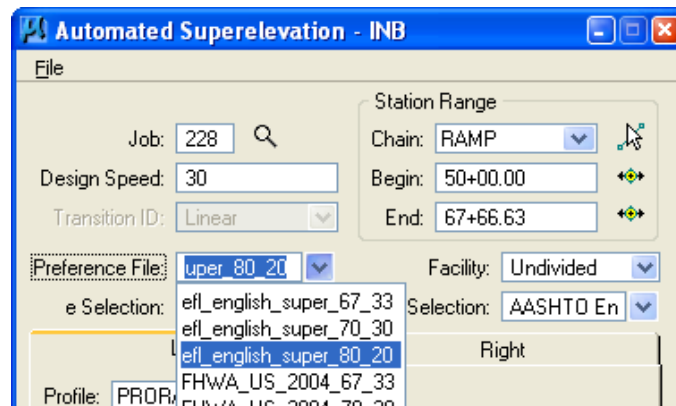 Automated Superelevation - INB
File
Station Range
Job: 228
Chain: RAMP
Design Speed: 30
Begin: 50+00.00
Transition ID: Linear
End: 67+66.63
Preference File: uper_80_20
Facility: Undivided
e Selection:
Selection: AASHTO En
efl_english_super_67_33
efl_english_super_70_30
efl_english_super_80_20
FHWA_US_2004_67_33
L
Right
Profile: PROR